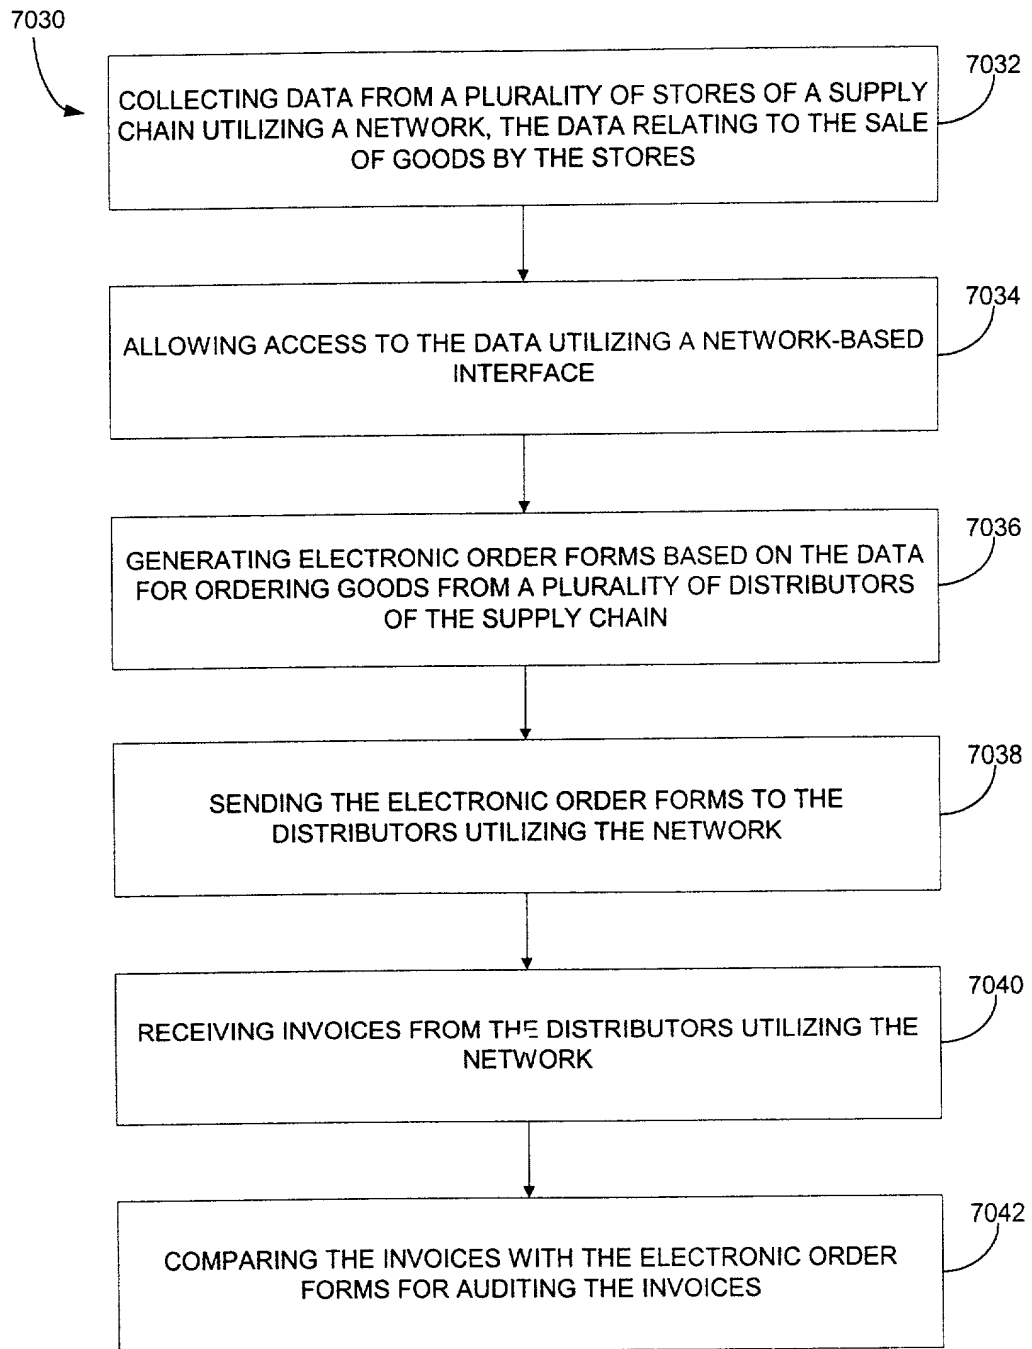 7030
7032
COLLECTING DATA FROM A PLURALITY OF STORES OF A SUPPLY
CHAIN UTILIZING A NETWORK, THE DATA RELATING TO THE SALE
OF GOODS BY THE STORES
7034
ALLOWING ACCESS TO THE DATA UTILIZING A NETWORK-BASED
INTERFACE
7036
GENERATING ELECTRONIC ORDER FORMS BASED ON THE DATA
FOR ORDERING GOODS FROM A PLURALITY OF DISTRIBUTORS
OF THE SUPPLY CHAIN
7038
SENDING THE ELECTRONIC ORDER FORMS TO THE
DISTRIBUTORS UTILIZING THE NETWORK
7040
RECEIVING INVOICES FROM THE DISTRIBUTORS UTILIZING THE
NETWORK
7042
COMPARING THE INVOICES WITH THE ELECTRONIC ORDER
FORMS FOR AUDITING THE INVOICES